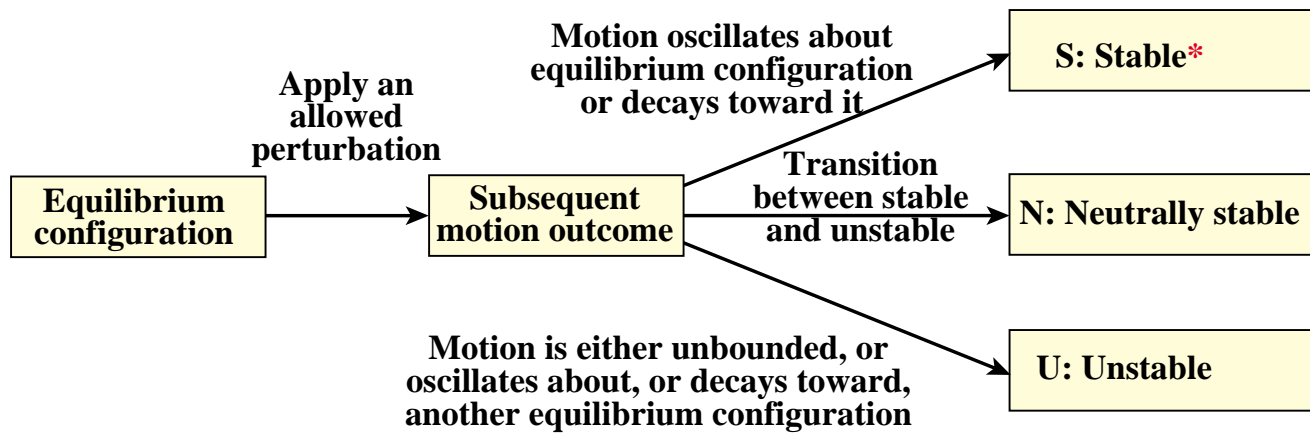 Equilibrium
configuration
Apply an
allowed
perturbation
Subsequent
motion outcome
Motion oscillates about
equilibrium configuration
or decays toward it
S: Stable*
Transition
between stable
and unstable
N: Neutrally stable
Motion is either unbounded, or
oscillates about, or decays toward,
another equilibrium configuration
U: Unstable